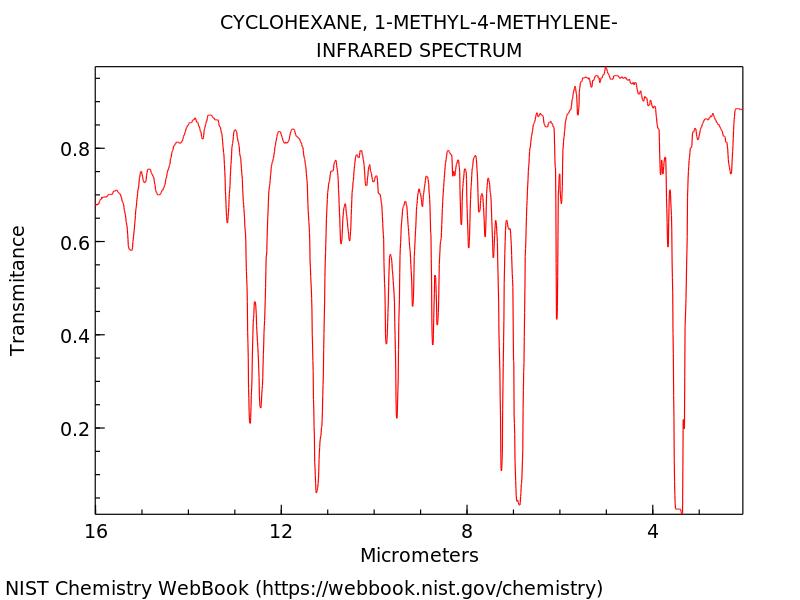 CYCLOHEXANE, 1-METHYL-4-METHYLENE-
INFRARED SPECTRUM
0.8
0.6
0.4
0.2
Transmitance
16 12 8 4
Micrometers
NIST Chemistry WebBook (https://webbook.nist.gov/chemistry)